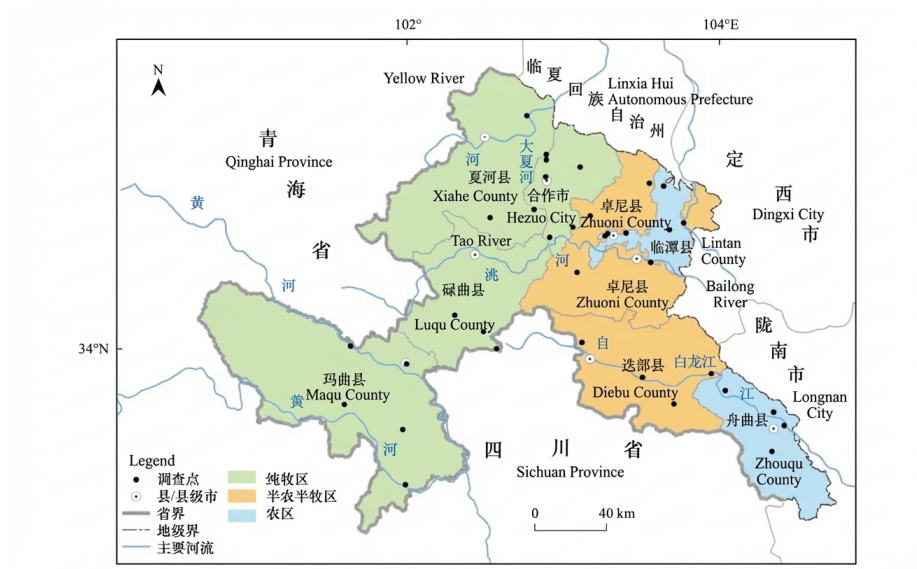 102°
104°E
N
Yellow River
临夏回族自治州
Linxia Hui
Autonomous Prefecture
青海省
Qinghai Province
大夏河
河
夏河县
Xiahe County
合作市
Hezuo City
定西市
Dingxi City
黄河
卓尼县
Zhuoni County
临潭县
Lintan
County
Tao River
洮河
卓尼县
Zhuoni County
Bailong
River
碌曲县
Luqu County
34°N
自
迭部县
Diebu County
白龙江
江
陇南市
Longnan
City
玛曲县
Maqu County
黄河
舟曲县
Zhouqu
County
四川省
Sichuan Province
Legend
调查点
县/县级市
省界
地级界
主要河流
纯牧区
半农半牧区
农区
0 40 km